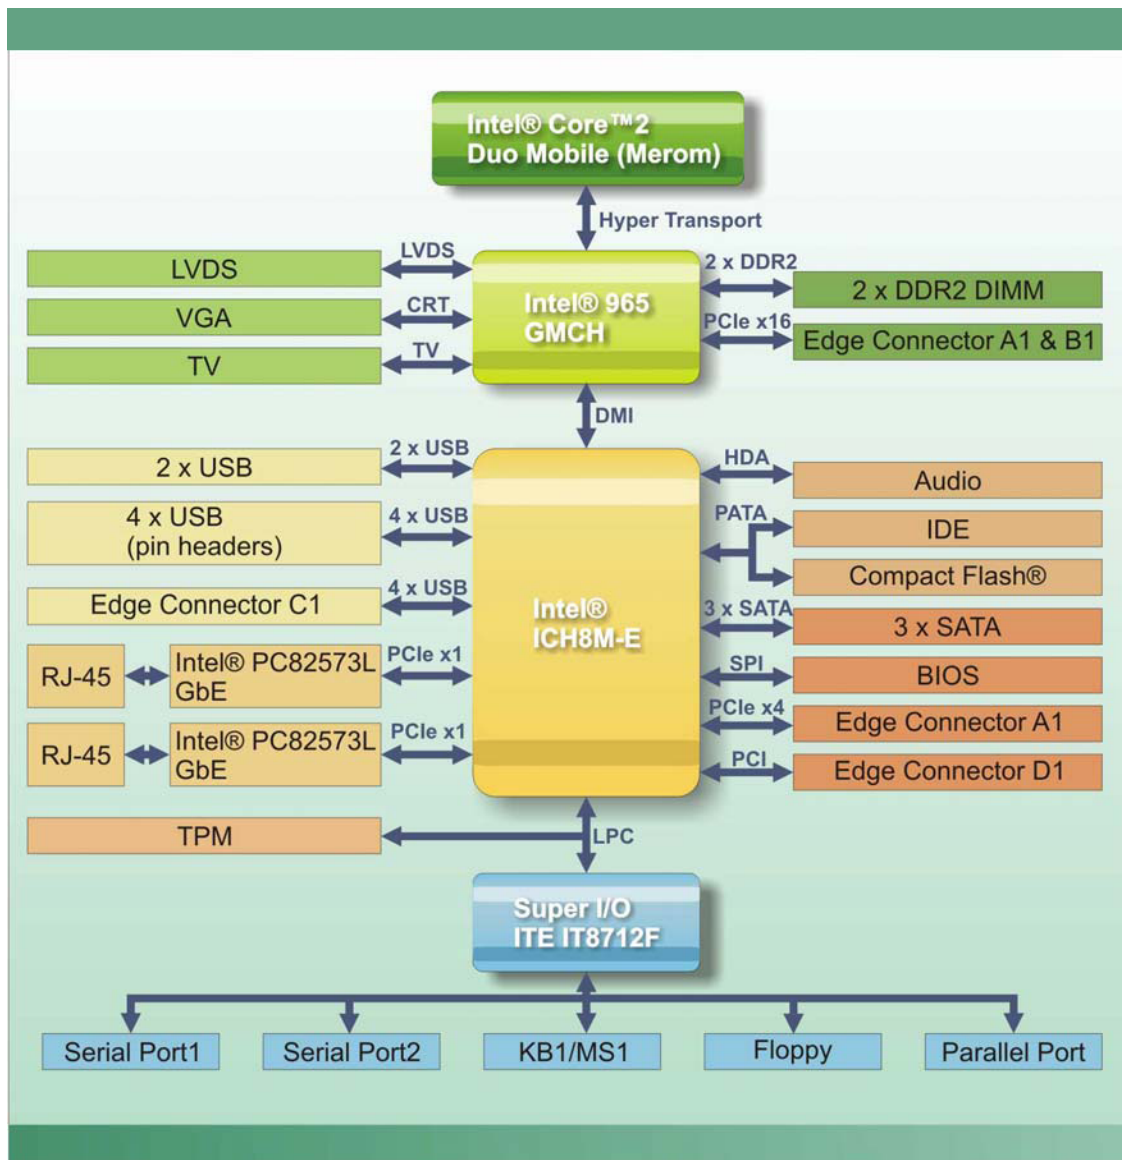 Intel® Core™2
Duo Mobile (Merom)
Hyper Transport
LVDS
LVDS
VGA
CRT
TV
TV
Intel® 965
GMCH
2 x DDR2
2 x DDR2 DIMM
PCIe x16
Edge Connector A1 & B1
DMI
2 x USB
2 x USB
4 x USB
(pin headers)
4 x USB
Edge Connector C1
4 x USB
RJ-45
Intel® PC82573L
GbE
PCIe x1
RJ-45
Intel® PC82573L
GbE
PCIe x1
Intel®
ICH8M-E
HDA
Audio
PATA
IDE
Compact Flash®
3 x SATA
3 x SATA
SPI
BIOS
PCIe x4
Edge Connector A1
PCI
Edge Connector D1
TPM
LPC
Super I/O
ITE IT8712F
Serial Port1
Serial Port2
KB1/MS1
Floppy
Parallel Port